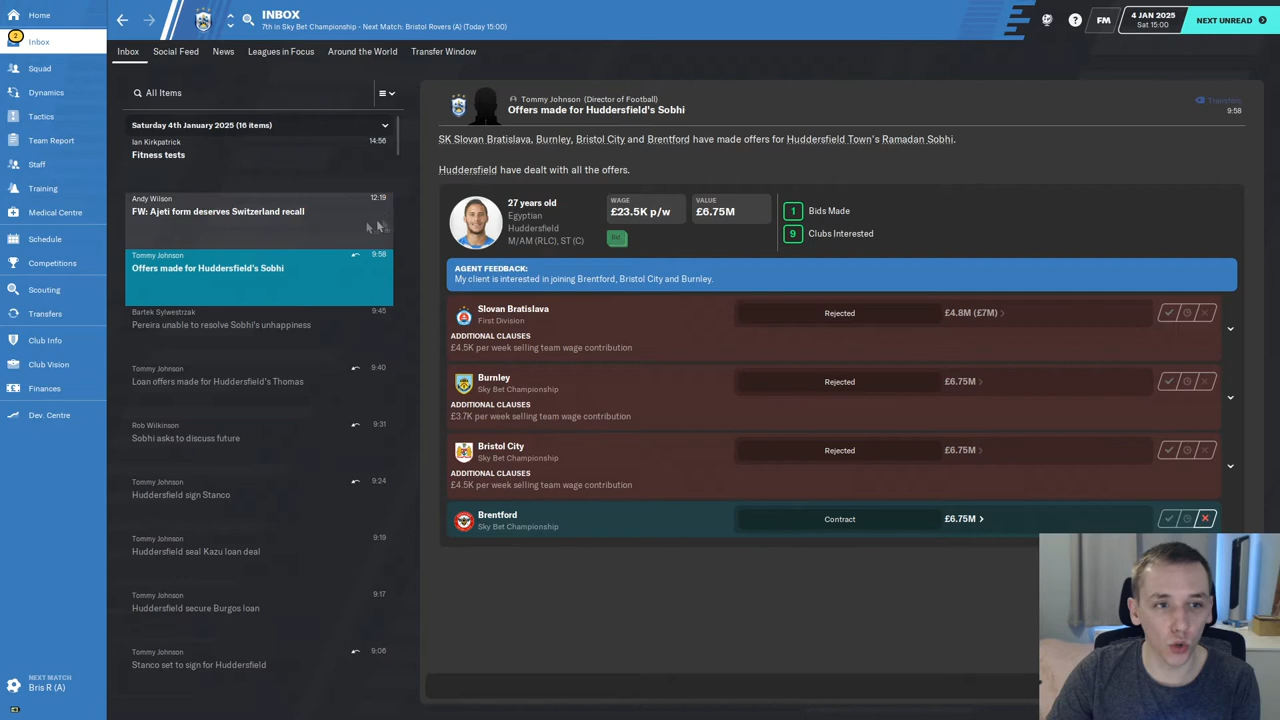 Home
2
Inbox
Squad
Dynamics
Tactics
Team Report
Staff
Training
Medical Centre
Schedule
Competitions
Scouting
Transfers
Club Info
Club Vision
Finances
Dev. Centre
NEXT MATCH
Bris R (A)
INBOX
7th in Sky Bet Championship - Next Match: Bristol Rovers (A) (Today 15:00)
?
FM
4 JAN 2025
Sat 15:00
NEXT UNREAD
Inbox
Social Feed
News
Leagues in Focus
Around the World
Transfer Window
All Items
Saturday 4th January 2025 (16 items)
Ian Kirkpatrick 14:56
Fitness tests
Andy Wilson 12:19
FW: Ajeti form deserves Switzerland recall
Tommy Johnson 9:58
Offers made for Huddersfield's Sobhi
Bartek Sylwestrzak 9:45
Pereira unable to resolve Sobhi's unhappiness
Tommy Johnson 9:40
Loan offers made for Huddersfield's Thomas
Rob Wilkinson 9:31
Sobhi asks to discuss future
Tommy Johnson 9:24
Huddersfield sign Stanco
Tommy Johnson 9:19
Huddersfield seal Kazu loan deal
Tommy Johnson 9:17
Huddersfield secure Burgos loan
Tommy Johnson 9:06
Stanco set to sign for Huddersfield
Tommy Johnson (Director of Football)
Offers made for Huddersfield's Sobhi
Transfers
9:58
SK Slovan Bratislava, Burnley, Bristol City and Brentford have made offers for Huddersfield Town's Ramadan Sobhi.
Huddersfield have dealt with all the offers.
27 years old
Egyptian
Huddersfield
M/AM (RLC), ST (C)
WAGE
£23.5K p/w
VALUE
£6.75M
Bid
1 Bids Made
9 Clubs Interested
AGENT FEEDBACK:
My client is interested in joining Brentford, Bristol City and Burnley.
Slovan Bratislava
First Division
Rejected
£4.8M (£7M)
ADDITIONAL CLAUSES
£4.5K per week selling team wage contribution
Burnley
Sky Bet Championship
Rejected
£6.75M
ADDITIONAL CLAUSES
£3.7K per week selling team wage contribution
Bristol City
Sky Bet Championship
Rejected
£6.75M
ADDITIONAL CLAUSES
£4.5K per week selling team wage contribution
Brentford
Sky Bet Championship
Contract
£6.75M